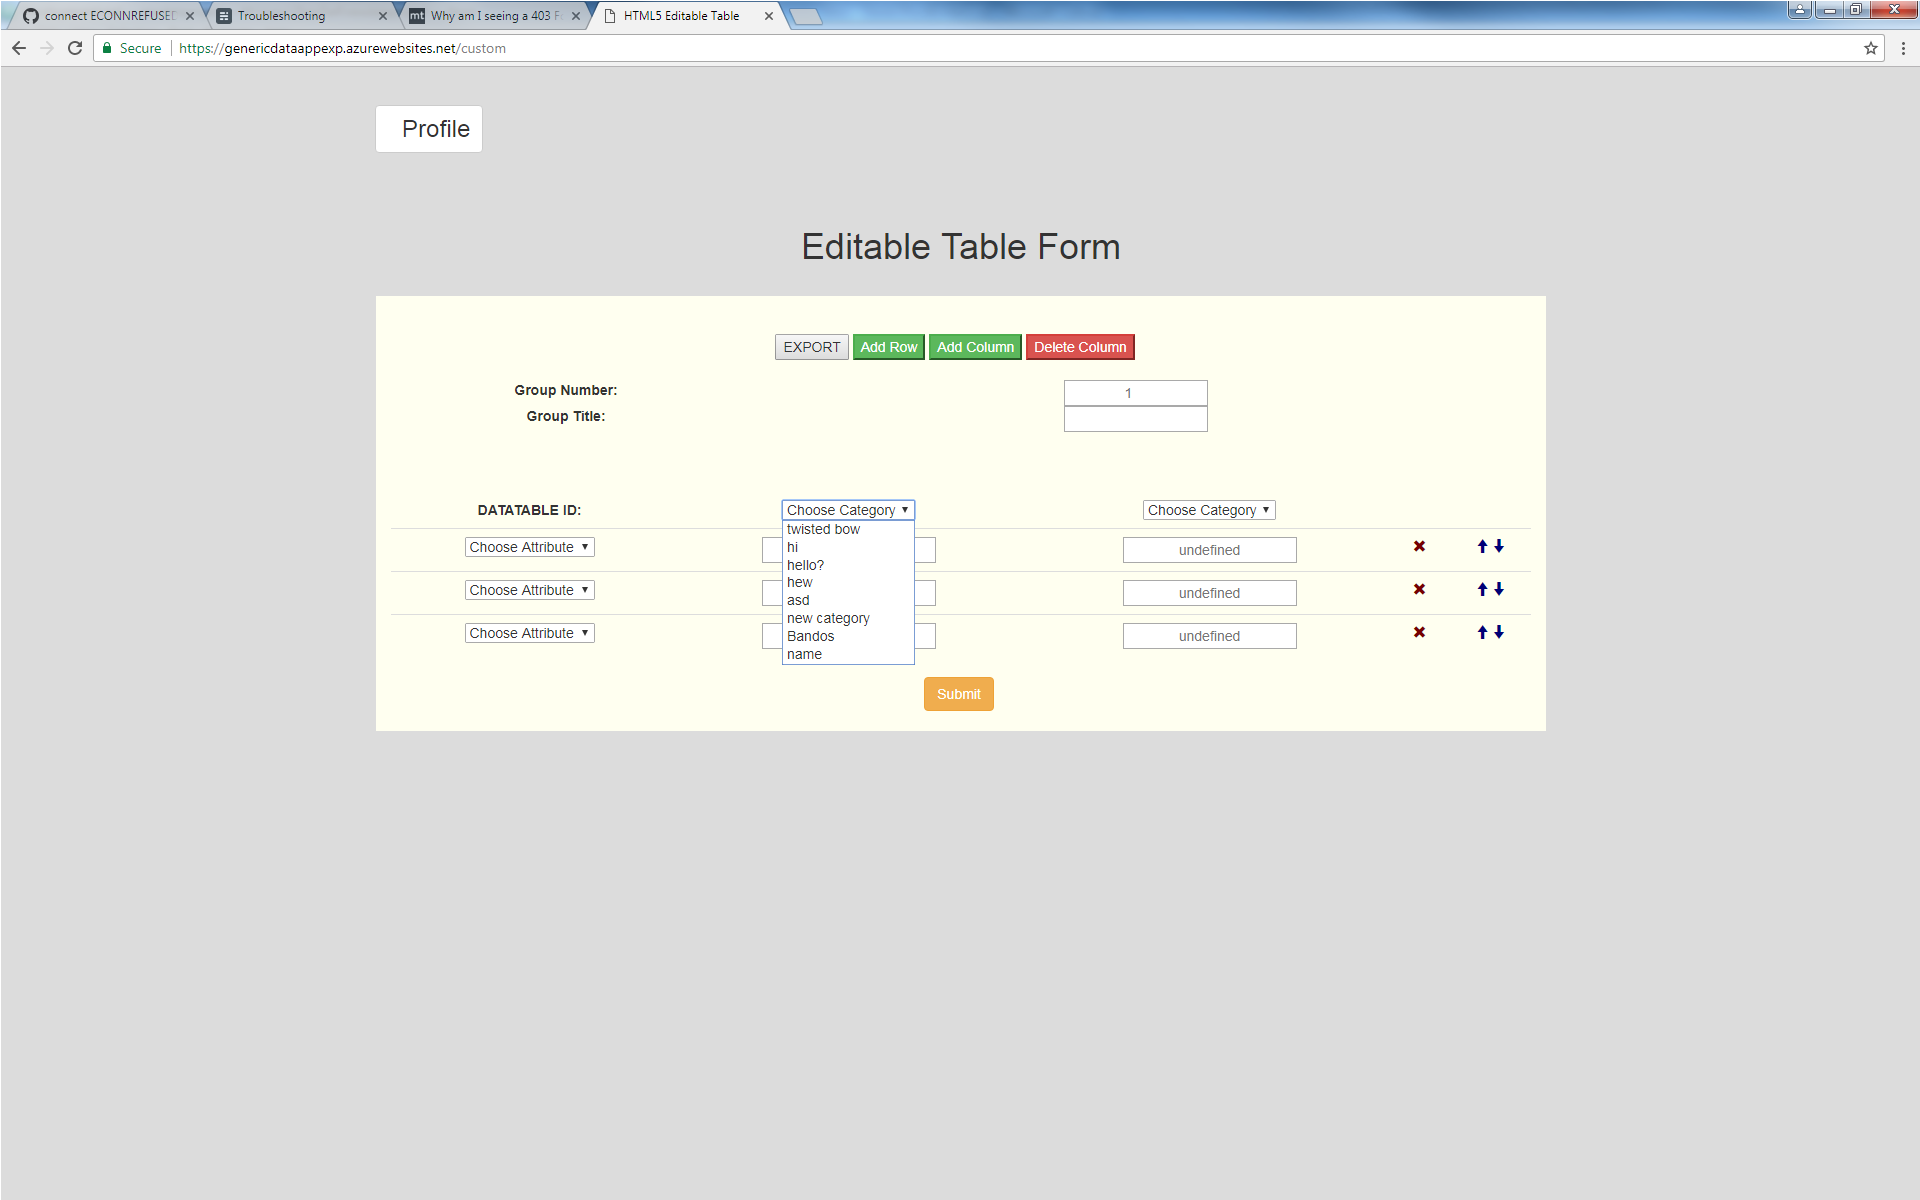 connect ECONNREFUSED
Troubleshooting
mt Why am I seeing a 403 F
HTML5 Editable Table
Secure https://genericdataappexp.azurewebsites.net/custom
Profile
Editable Table Form
EXPORT Add Row Add Column Delete Column
Group Number: 1
Group Title:
DATATABLE ID: Choose Category Choose Category
twisted bow
hi
Choose Attribute undefined
hello?
hew
Choose Attribute undefined
asd
new category
Bandos
Choose Attribute undefined
name
Submit